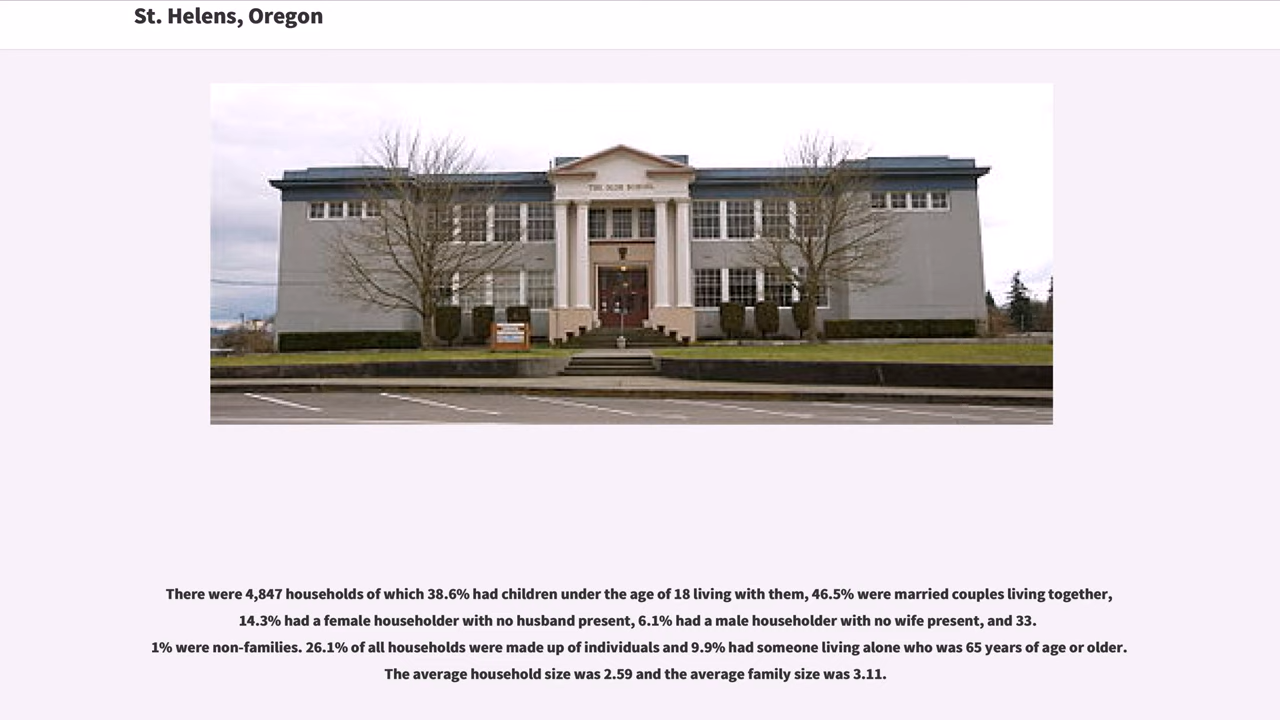 St. Helens, Oregon
THE OLDE SCHOOL
There were 4,847 households of which 38.6% had children under the age of 18 living with them, 46.5% were married couples living together,
14.3% had a female householder with no husband present, 6.1% had a male householder with no wife present, and 33.
1% were non-families. 26.1% of all households were made up of individuals and 9.9% had someone living alone who was 65 years of age or older.
The average household size was 2.59 and the average family size was 3.11.